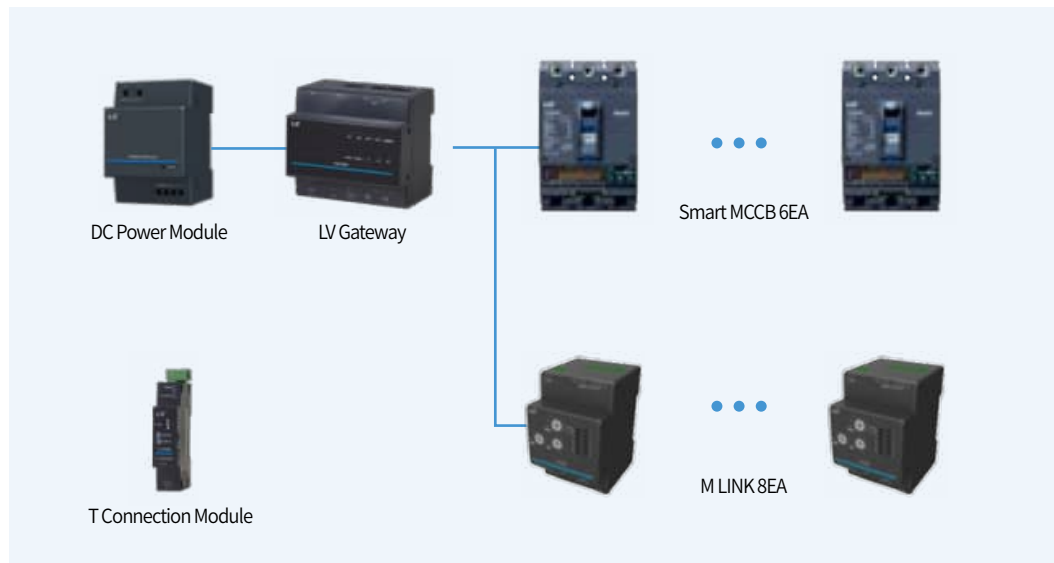 DC Power Module
LV Gateway
Smart MCCB 6EA
T Connection Module
M LINK 8EA